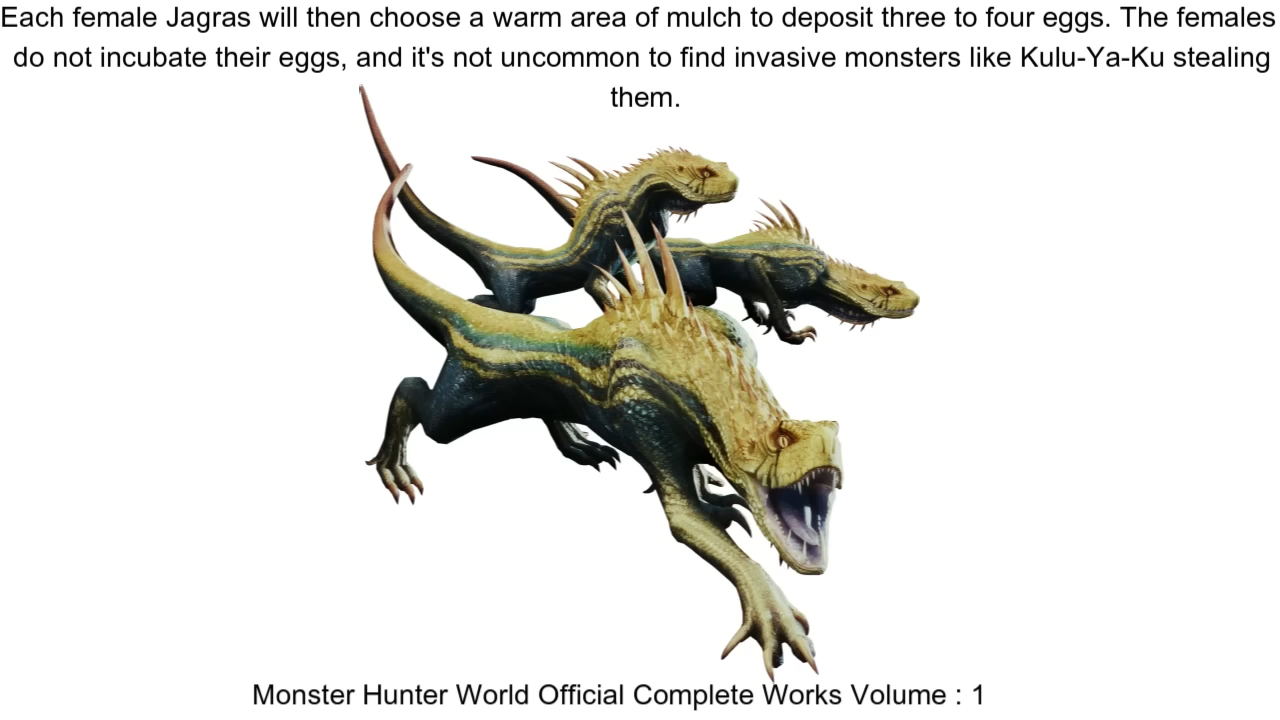 Each female Jagras will then choose a warm area of mulch to deposit three to four eggs. The females
do not incubate their eggs, and it's not uncommon to find invasive monsters like Kulu-Ya-Ku stealing
them.
Monster Hunter World Official Complete Works Volume : 1